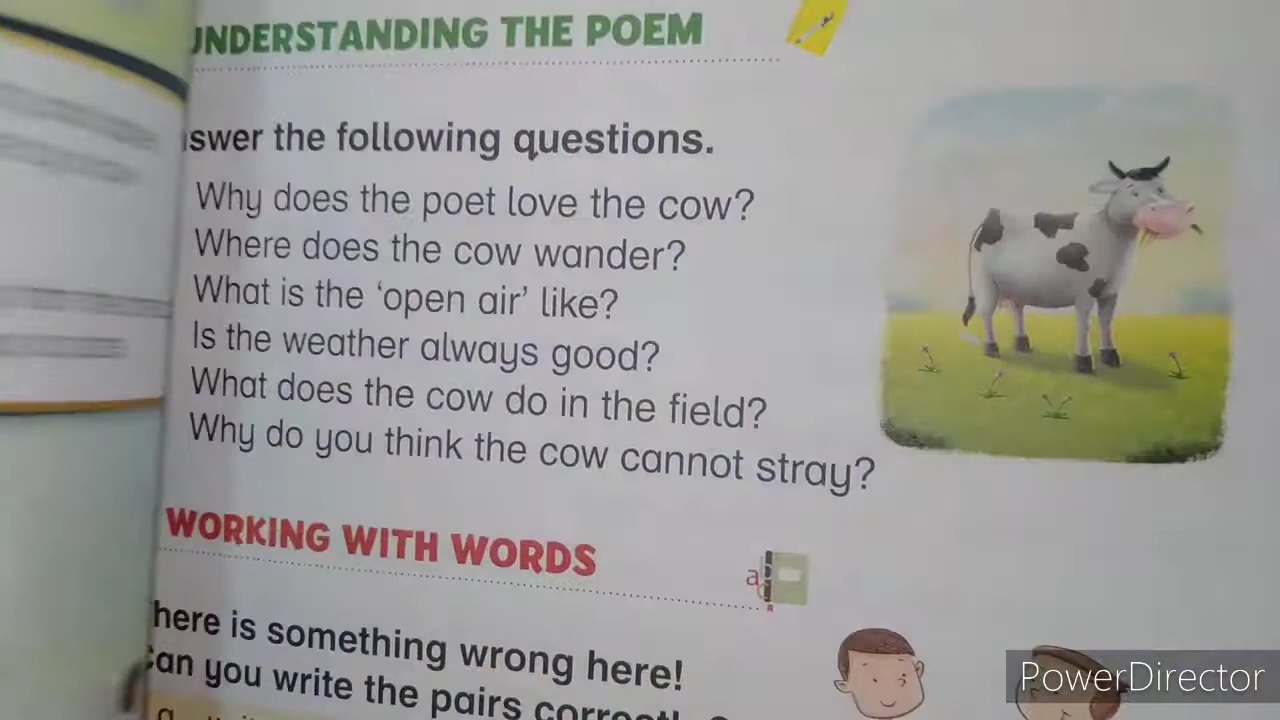 UNDERSTANDING THE POEM
swer the following questions.
Why does the poet love the cow?
Where does the cow wander?
What is the 'open air' like?
Is the weather always good?
What does the cow do in the field?
Why do you think the cow cannot stray?
WORKING WITH WORDS
a
here is something wrong here!
can you write the pairs
PowerDirector